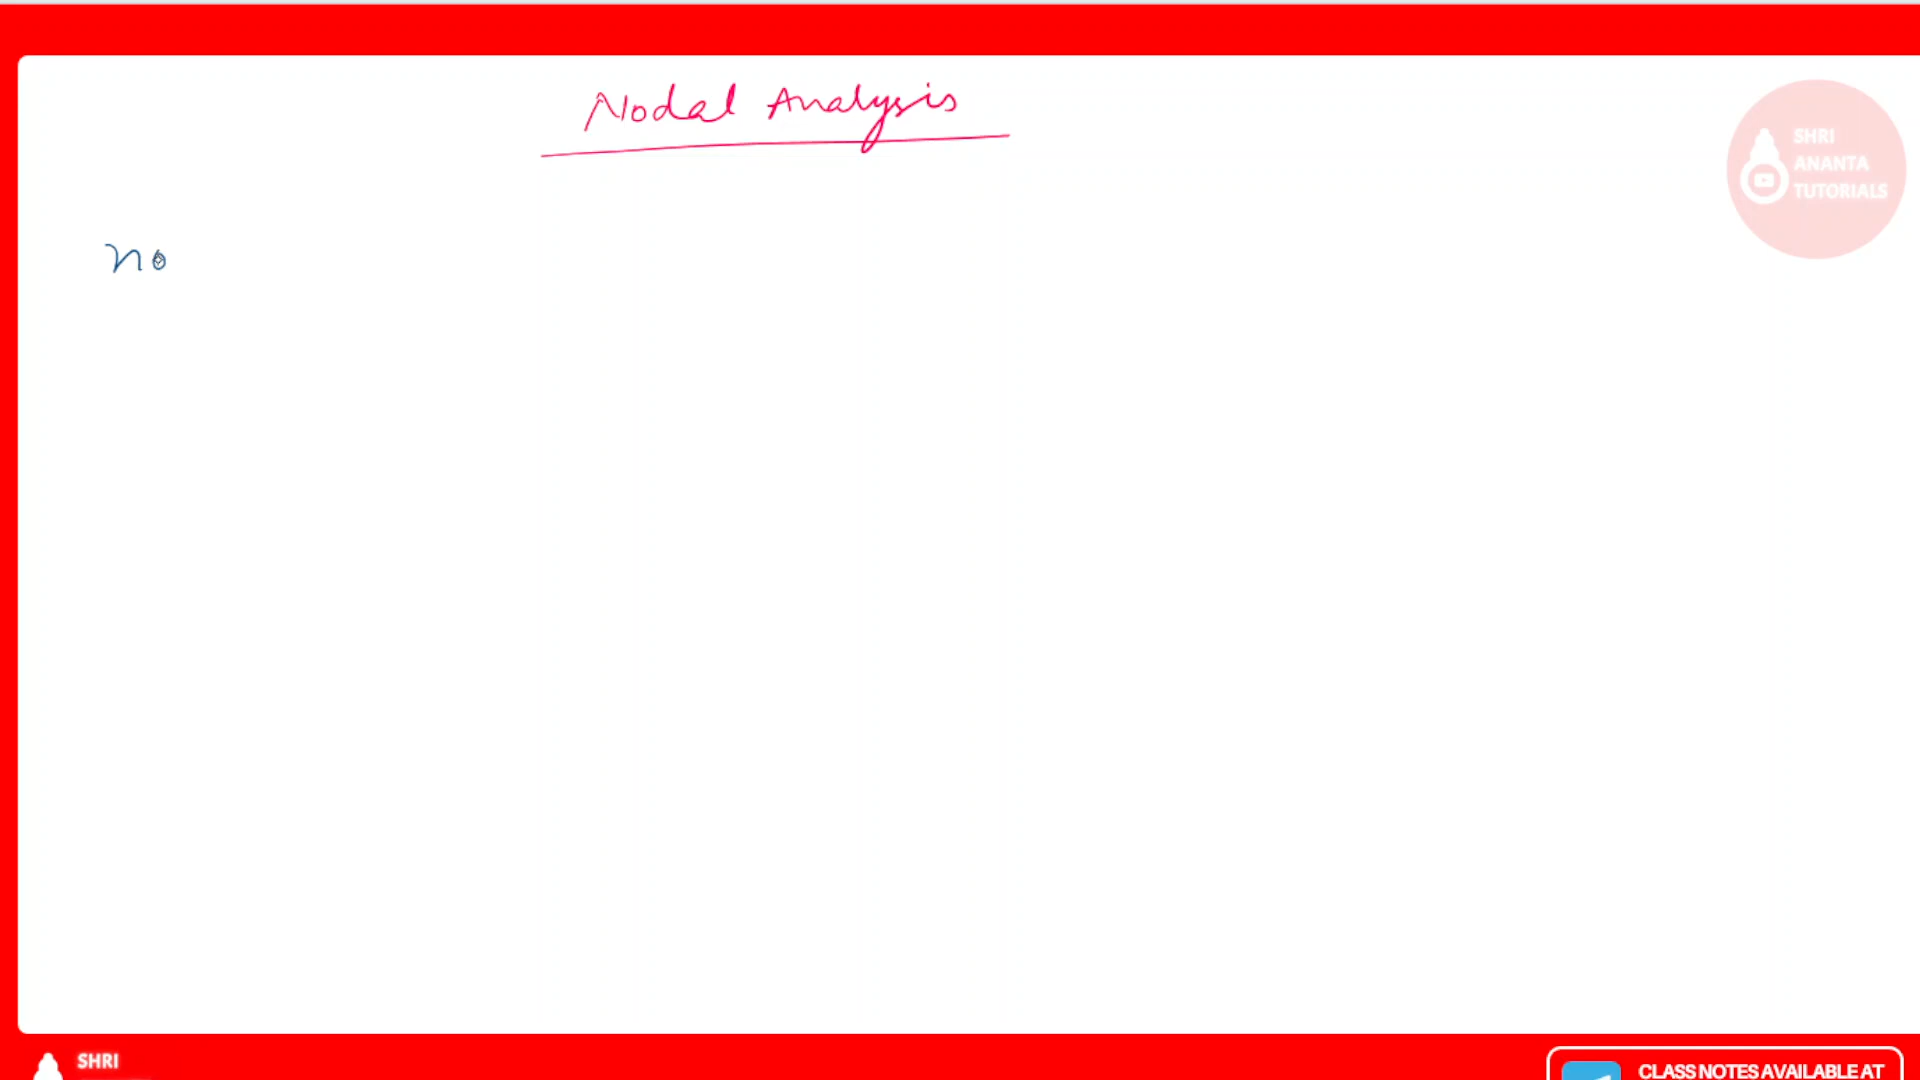 Nodal Analysis
SHRI
ANANTA
TUTORIALS
no
SHRI
CLASS NOTES AVAILABLE AT